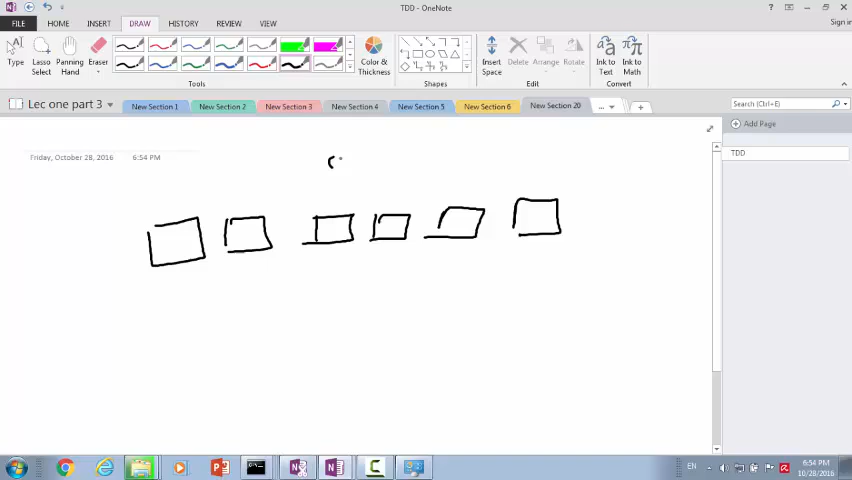 TDD - OneNote
FILE HOME INSERT DRAW HISTORY REVIEW VIEW
Sign in
Type
Lasso Select
Panning Hand
Eraser
Color & Thickness
Insert Space
Delete
Arrange
Rotate
Ink to Text
Ink to Math
Tools
Shapes
Edit
Convert
Lec one part 3
New Section 1 New Section 2 New Section 3 New Section 4 New Section 5 New Section 6 New Section 20 ...
Search (Ctrl+E)
Add Page
TDD
Friday, October 28, 2016 6:54 PM
EN
6:54 PM
10/28/2016